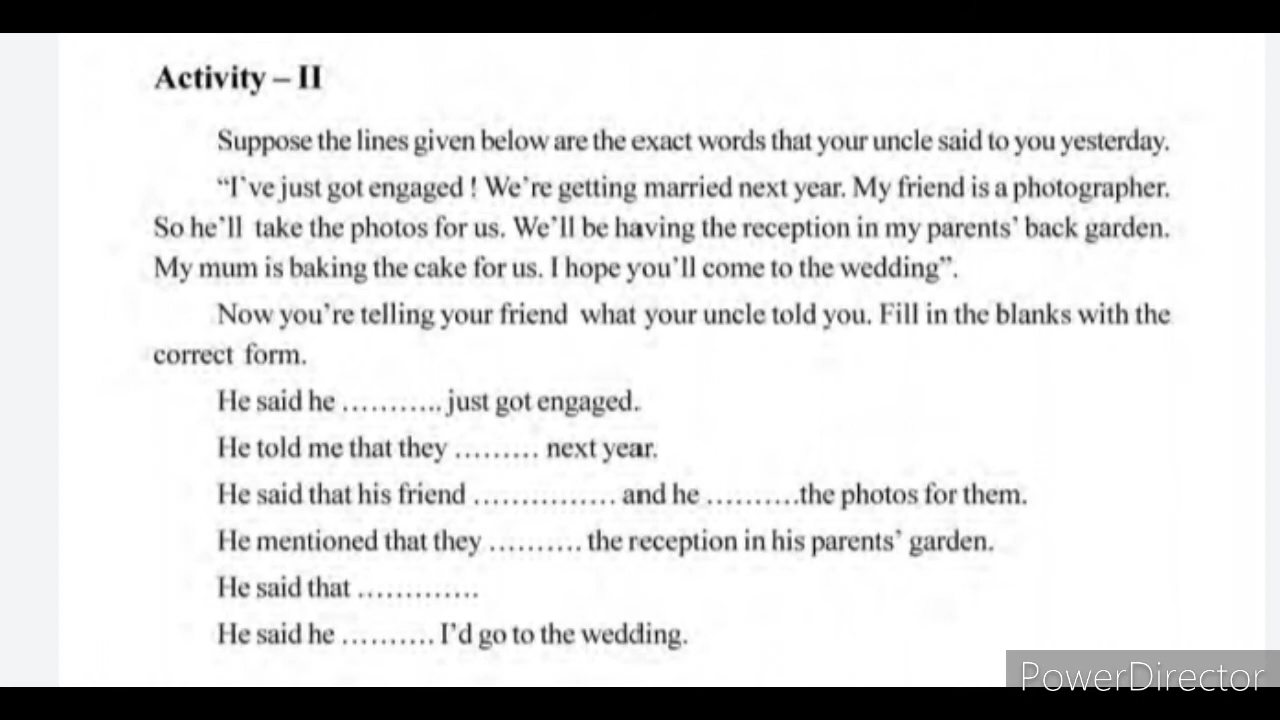 Activity – II
Suppose the lines given below are the exact words that your uncle said to you yesterday.
“I’ve just got engaged ! We’re getting married next year. My friend is a photographer.
So he’ll take the photos for us. We’ll be having the reception in my parents’ back garden.
My mum is baking the cake for us. I hope you’ll come to the wedding”.
Now you’re telling your friend what your uncle told you. Fill in the blanks with the
correct form.
He said he ........... just got engaged.
He told me that they ......... next year.
He said that his friend ............... and he ..........the photos for them.
He mentioned that they .......... the reception in his parents’ garden.
He said that .............
He said he .......... I’d go to the wedding.
PowerDirector